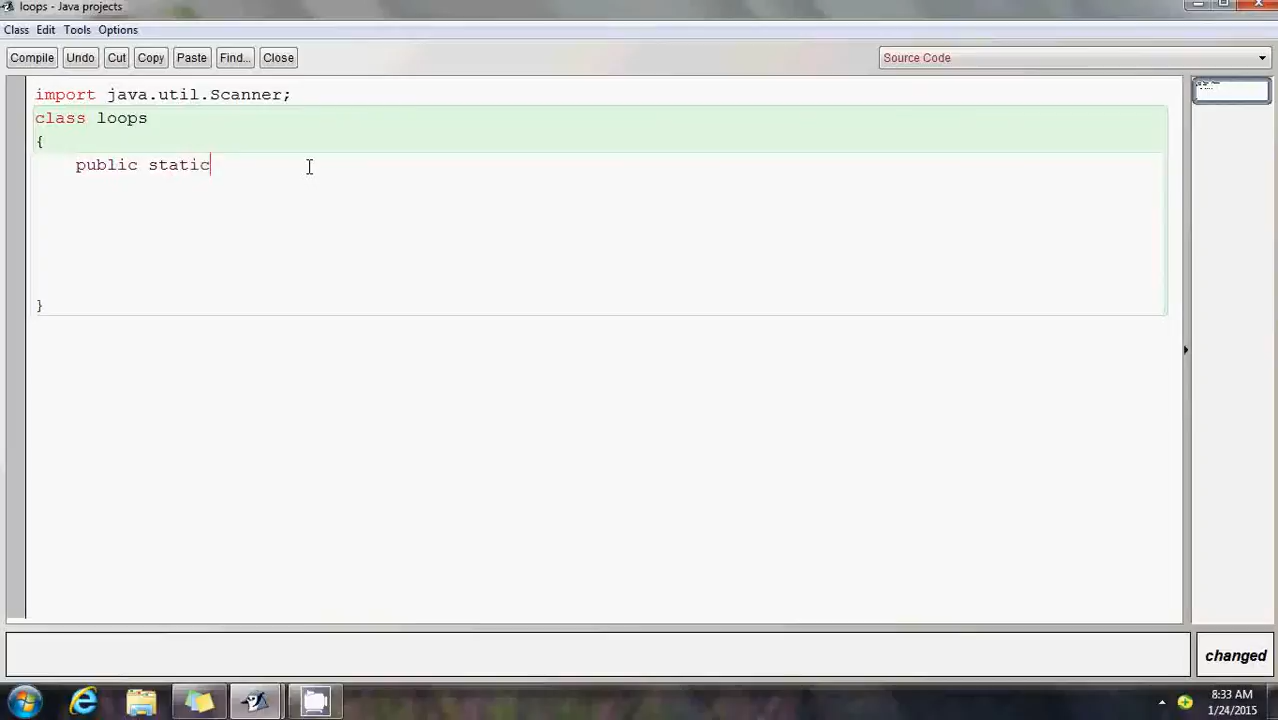 loops - Java projects
Class Edit Tools Options
Compile Undo Cut Copy Paste Find... Close Source Code
import java.util.Scanner;
class loops
{
public static
}
changed
8:33 AM
1/24/2015